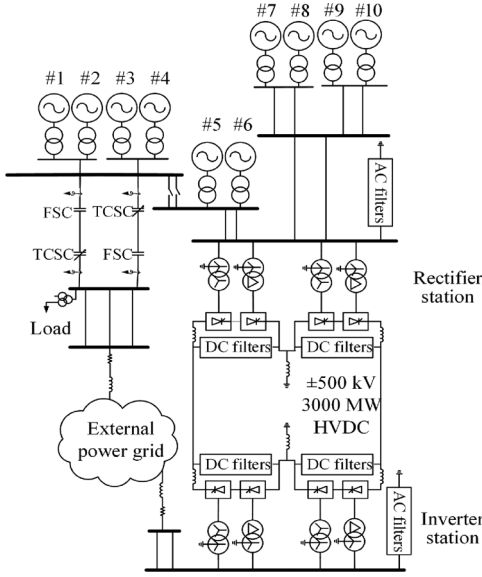 #7 #8 #9 #10
#1 #2 #3 #4
#5 #6
AC filters
FSC TCSC
TCSC FSC
Load
Rectifier
station
DC filters DC filters
±500 kV
3000 MW
HVDC
External
power grid
DC filters DC filters
AC filters
Inverter
station